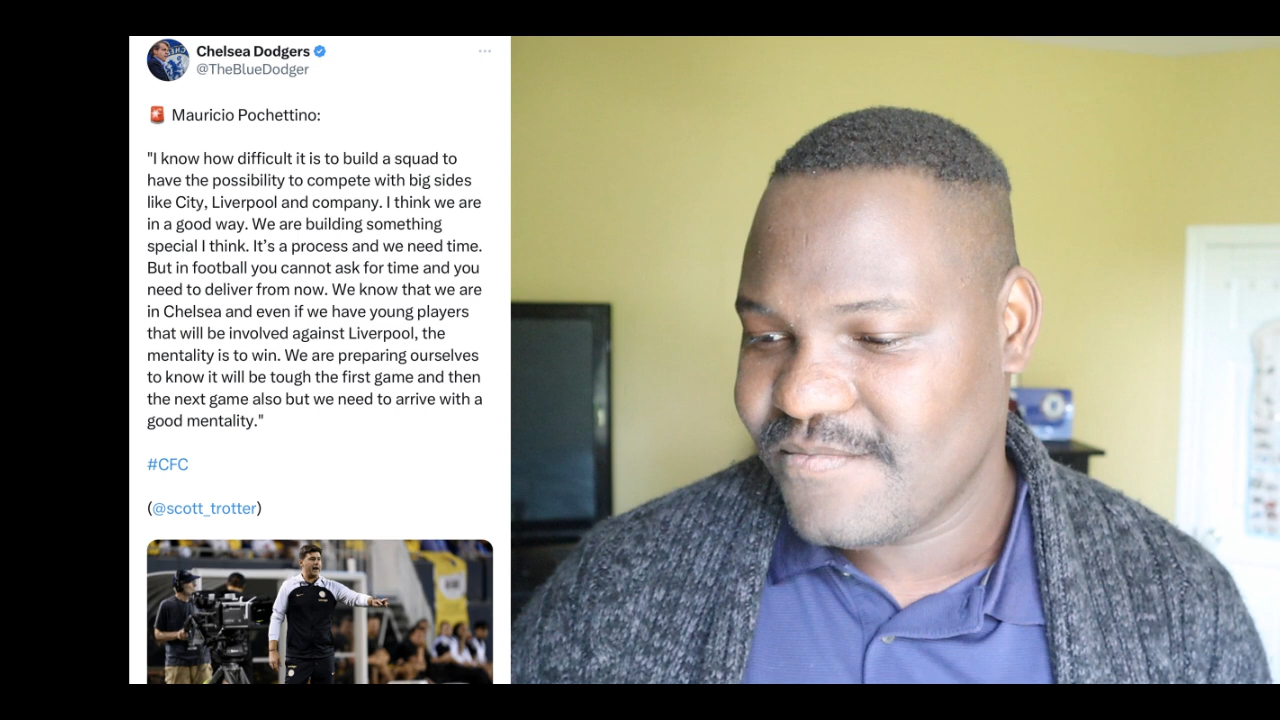 Chelsea Dodgers
@TheBlueDodger
Mauricio Pochettino:
"I know how difficult it is to build a squad to
have the possibility to compete with big sides
like City, Liverpool and company. I think we are
in a good way. We are building something
special I think. It's a process and we need time.
But in football you cannot ask for time and you
need to deliver from now. We know that we are
in Chelsea and even if we have young players
that will be involved against Liverpool, the
mentality is to win. We are preparing ourselves
to know it will be tough the first game and then
the next game also but we need to arrive with a
good mentality."
#CFC
(@scott_trotter)